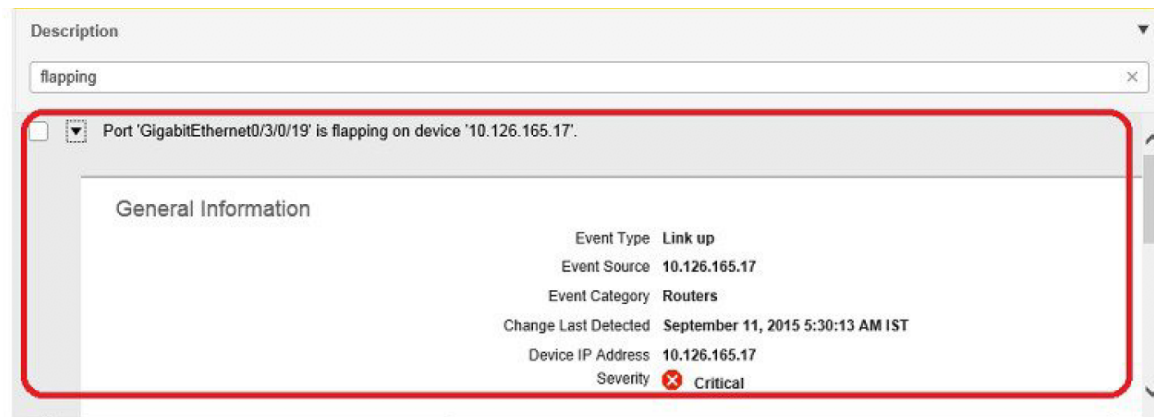 Description
flapping
Port 'GigabitEthernet0/3/0/19' is flapping on device '10.126.165.17'.
General Information
Event Type Link up
Event Source 10.126.165.17
Event Category Routers
Change Last Detected September 11, 2015 5:30:13 AM IST
Device IP Address 10.126.165.17
Severity Critical